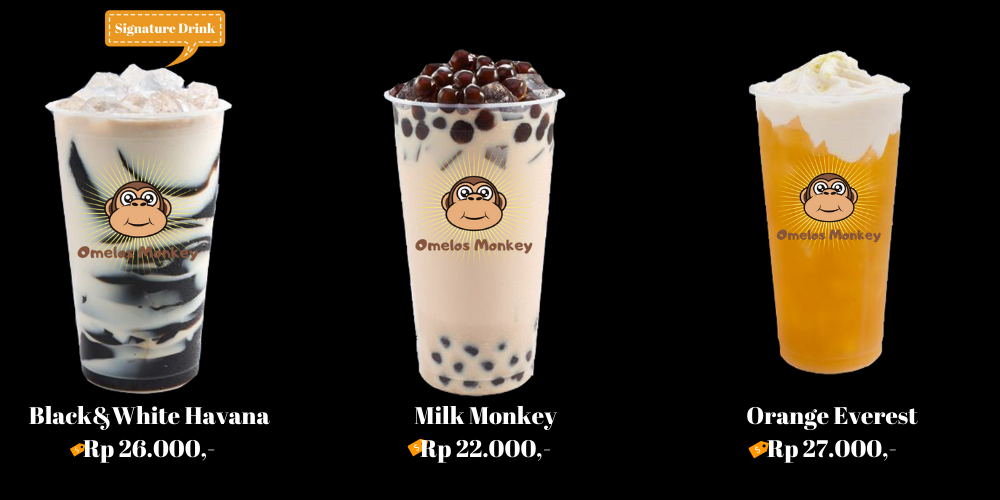 Signature Drink
Omelos Monkey
Omelos Monkey
Omelos Monkey
Black&White Havana
Rp 26.000,-
Milk Monkey
Rp 22.000,-
Orange Everest
Rp 27.000,-